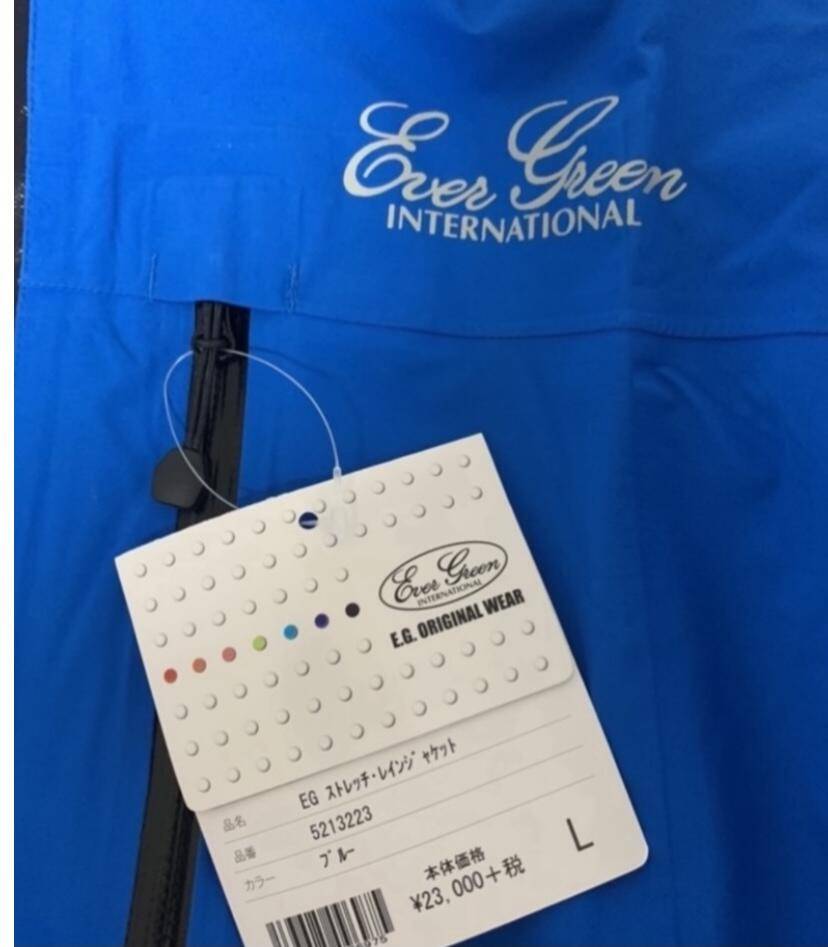 Ever Green
INTERNATIONAL
Ever Green
INTERNATIONAL
E.G. ORIGINAL WEAR
品名 EG ストレッチ・レインジャケット
品番 5213223
カラー ブルー
本体価格
¥23,000+税
L